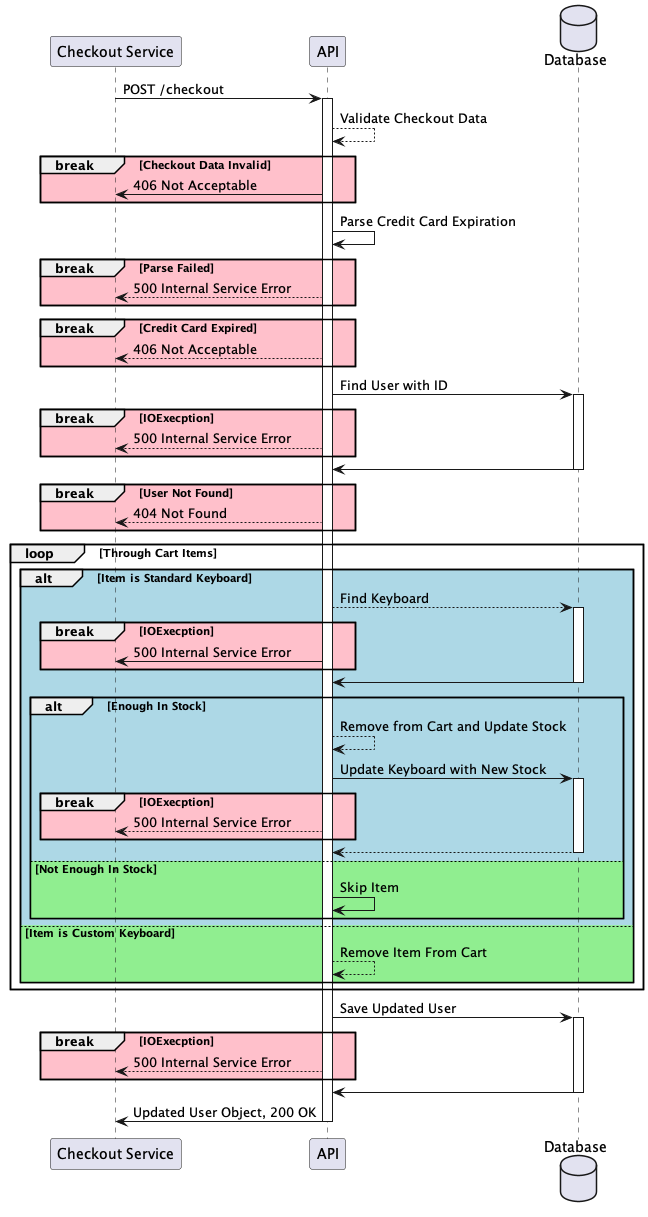 Checkout Service
API
Database
POST /checkout
Validate Checkout Data
break
[Checkout Data Invalid]
406 Not Acceptable
Parse Credit Card Expiration
break
[Parse Failed]
500 Internal Service Error
break
[Credit Card Expired]
406 Not Acceptable
Find User with ID
break
[IOExecption]
500 Internal Service Error
break
[User Not Found]
404 Not Found
loop
[Through Cart Items]
alt
[Item is Standard Keyboard]
Find Keyboard
break
[IOExecption]
500 Internal Service Error
alt
[Enough In Stock]
Remove from Cart and Update Stock
Update Keyboard with New Stock
break
[IOExecption]
500 Internal Service Error
[Not Enough In Stock]
Skip Item
[Item is Custom Keyboard]
Remove Item From Cart
Save Updated User
break
[IOExecption]
500 Internal Service Error
Updated User Object, 200 OK
Checkout Service
API
Database